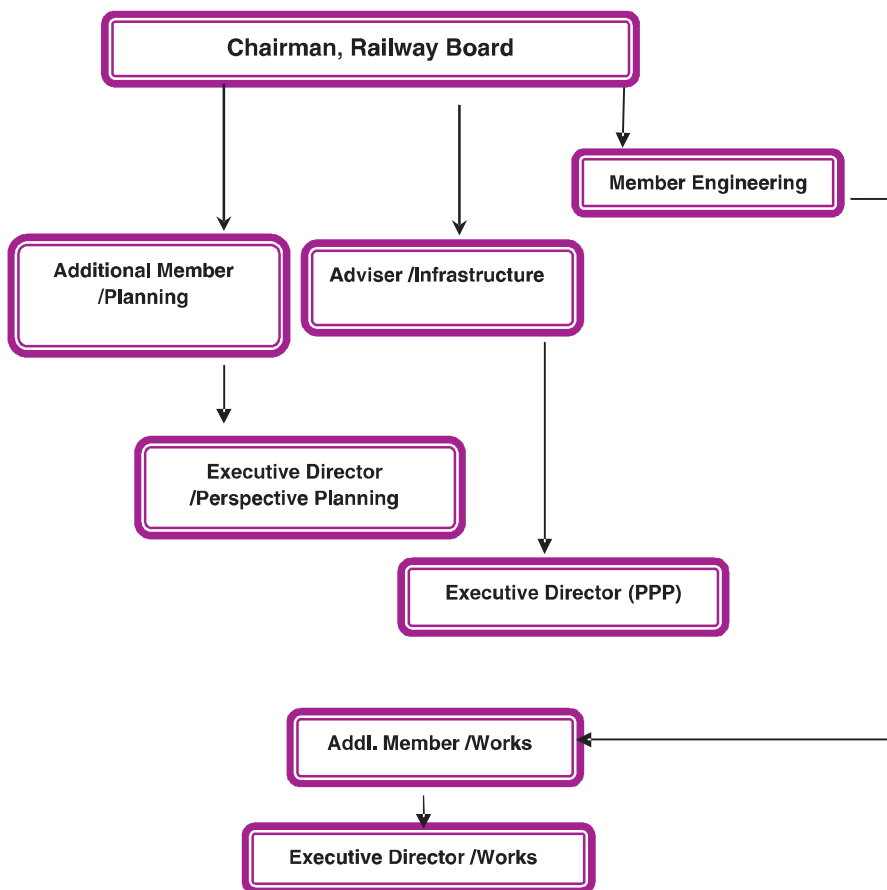 Chairman, Railway Board
Member Engineering
Additional Member
/Planning
Adviser /Infrastructure
Executive Director
/Perspective Planning
Executive Director (PPP)
Addl. Member /Works
Executive Director /Works